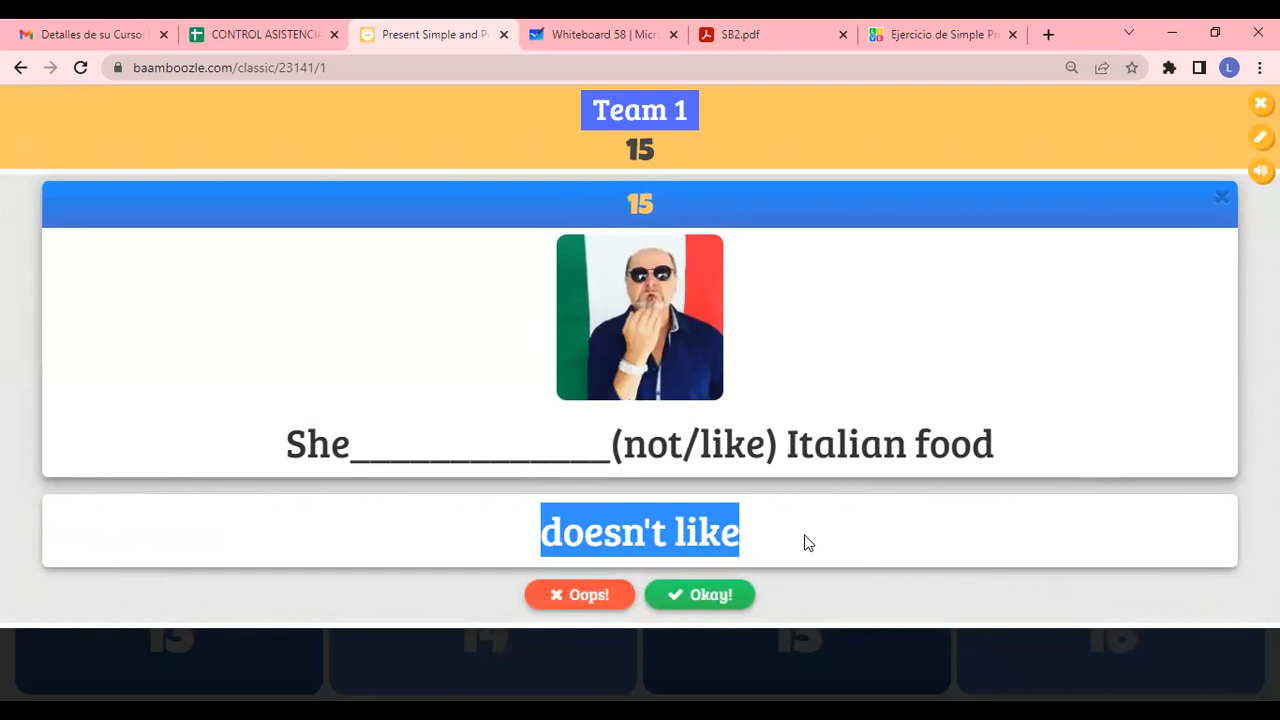 Detalles de su Curso:
CONTROL ASISTENCIA
Present Simple and P
Whiteboard 58 | Micr
SB2.pdf
Ejercicio de Simple Pr
baamboozle.com/classic/23141/1
L
Team 1
15
15
She_____________(not/like) Italian food
doesn't like
Oops!
Okay!
13
14
15
16